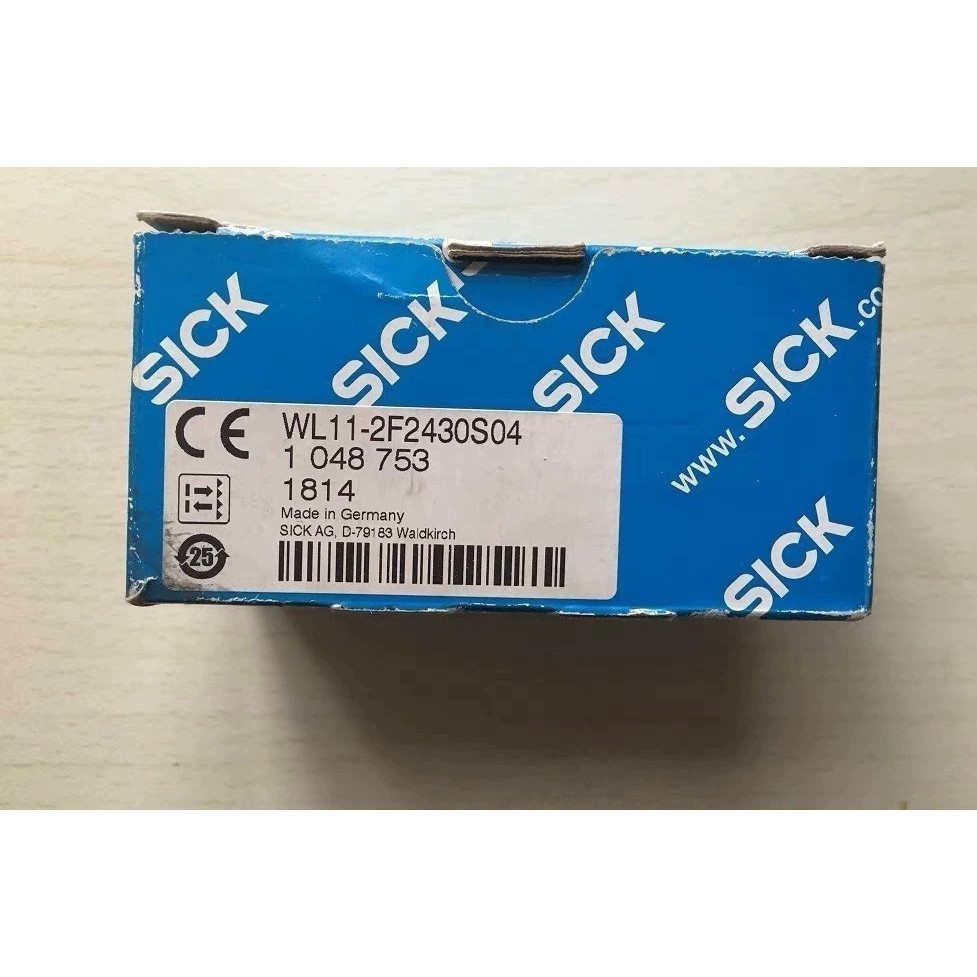 SICK
SICK
SICK
SICK
www.
SICK
.co
CE
WL11-2F2430S04
1 048 753
1814
Made in Germany
SICK AG, D-79183 Waldkirch
25